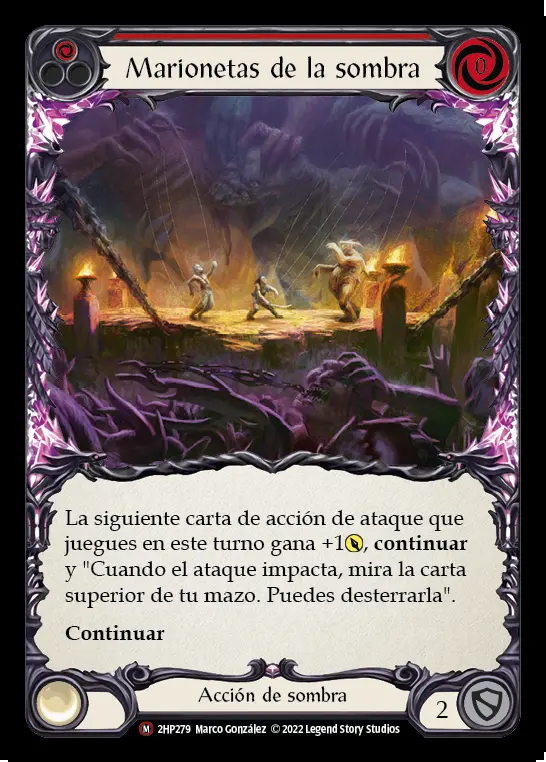 Marionetas de la sombra
0
La siguiente carta de acción de ataque que
juegues en este turno gana +1, continuar
y "Cuando el ataque impacta, mira la carta
superior de tu mazo. Puedes desterrarla".
Continuar
Acción de sombra
2
M 2HP279 Marco González © 2022 Legend Story Studios